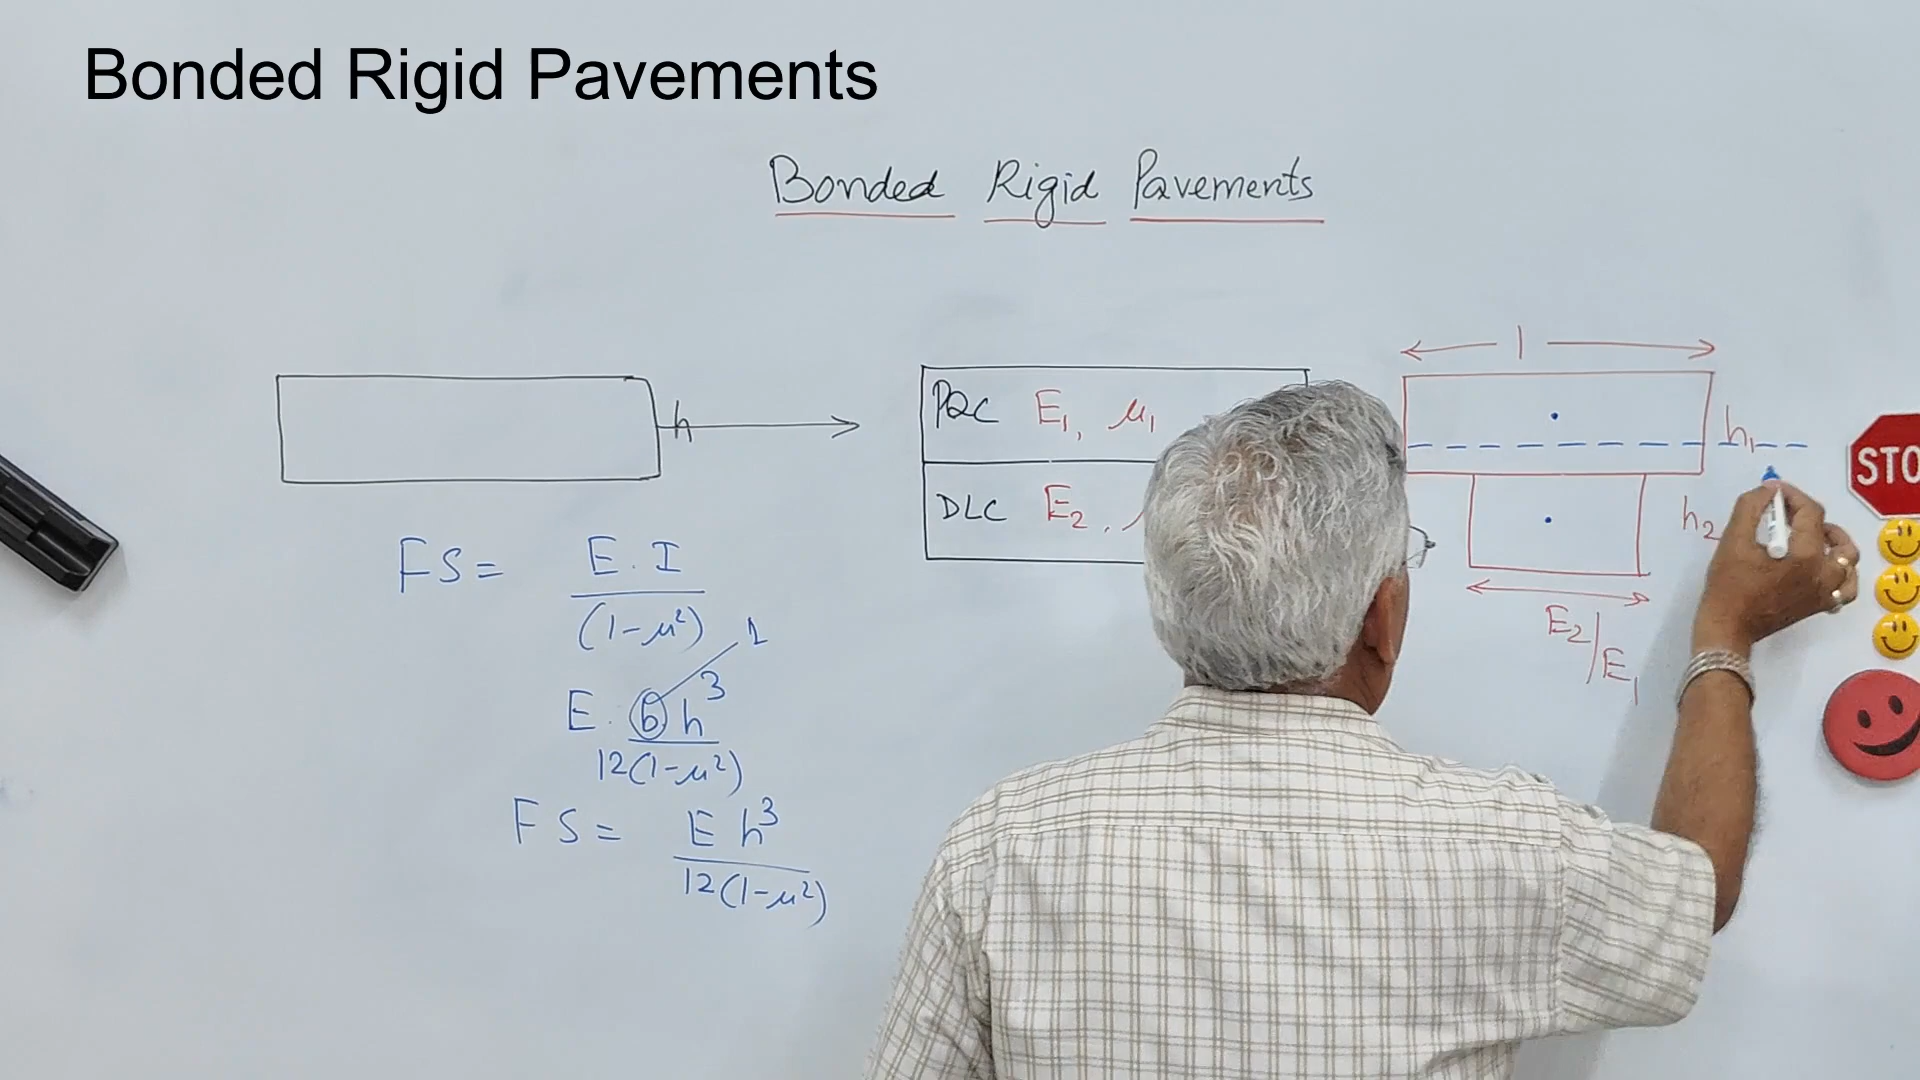 Bonded Rigid Pavements
Bonded Rigid Pavements
h
FS = E . I
(1-μ²)
1
E . b h³
12(1-μ²)
FS = E h³
12(1-μ²)
PQC E₁, μ₁
DLC E₂,
1
h₁
h₂
E₂/E₁
STO